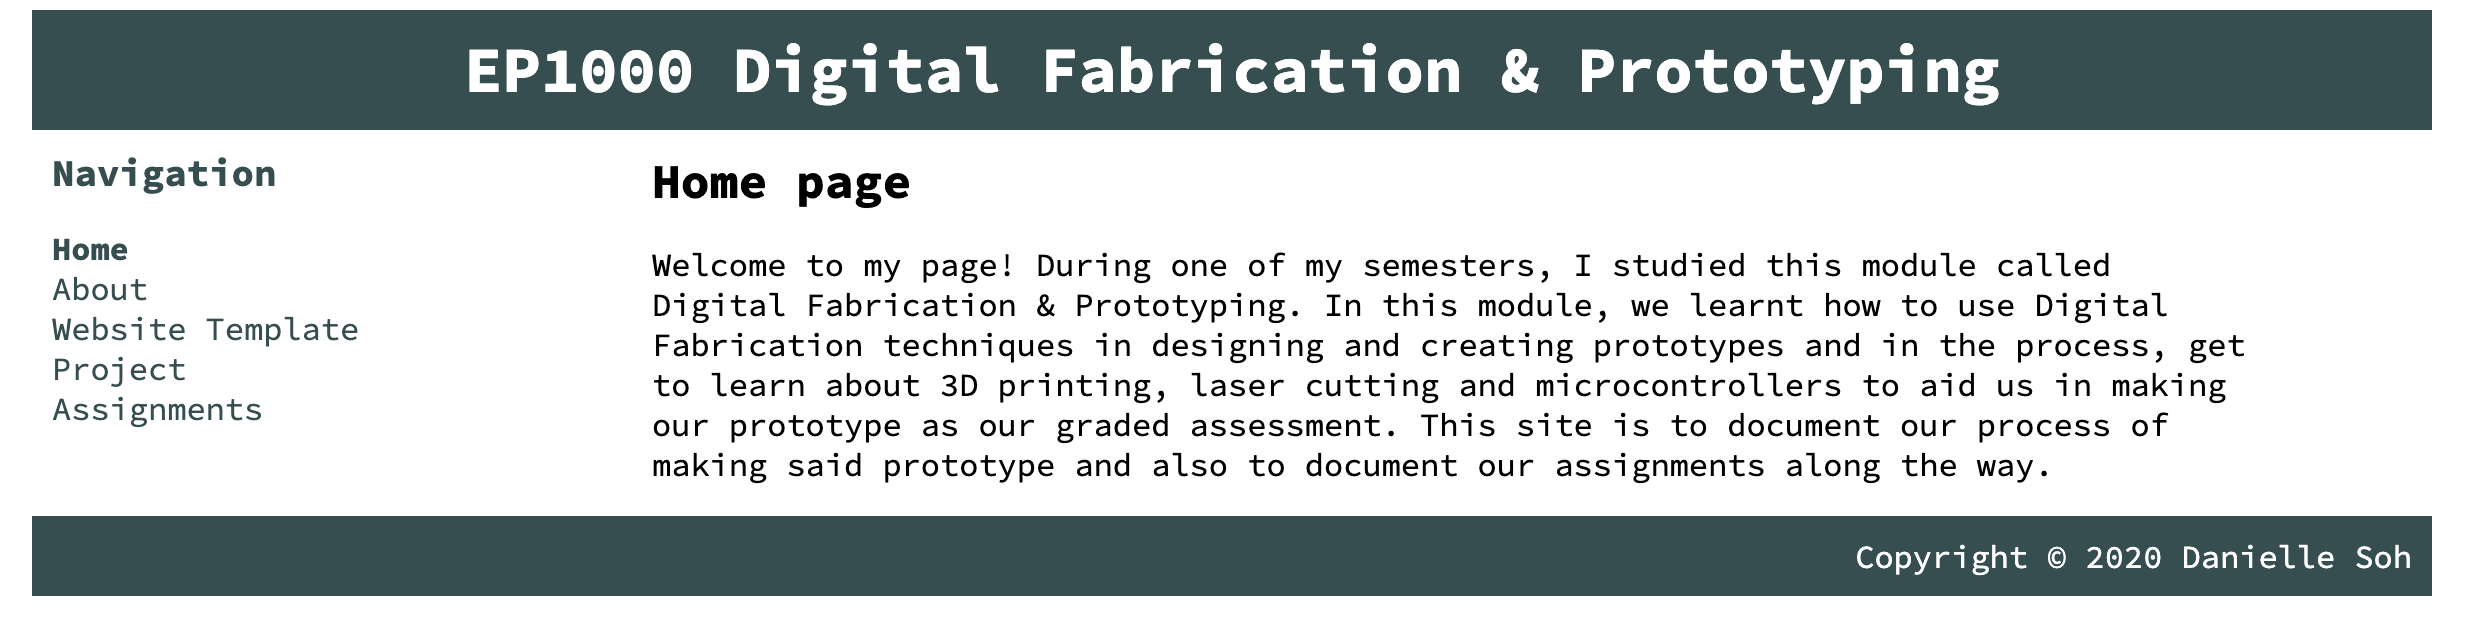 EP1000 Digital Fabrication & Prototyping
Navigation
Home
About
Website Template
Project
Assignments
Home page
Welcome to my page! During one of my semesters, I studied this module called
Digital Fabrication & Prototyping. In this module, we learnt how to use Digital
Fabrication techniques in designing and creating prototypes and in the process, get
to learn about 3D printing, laser cutting and microcontrollers to aid us in making
our prototype as our graded assessment. This site is to document our process of
making said prototype and also to document our assignments along the way.
Copyright © 2020 Danielle Soh